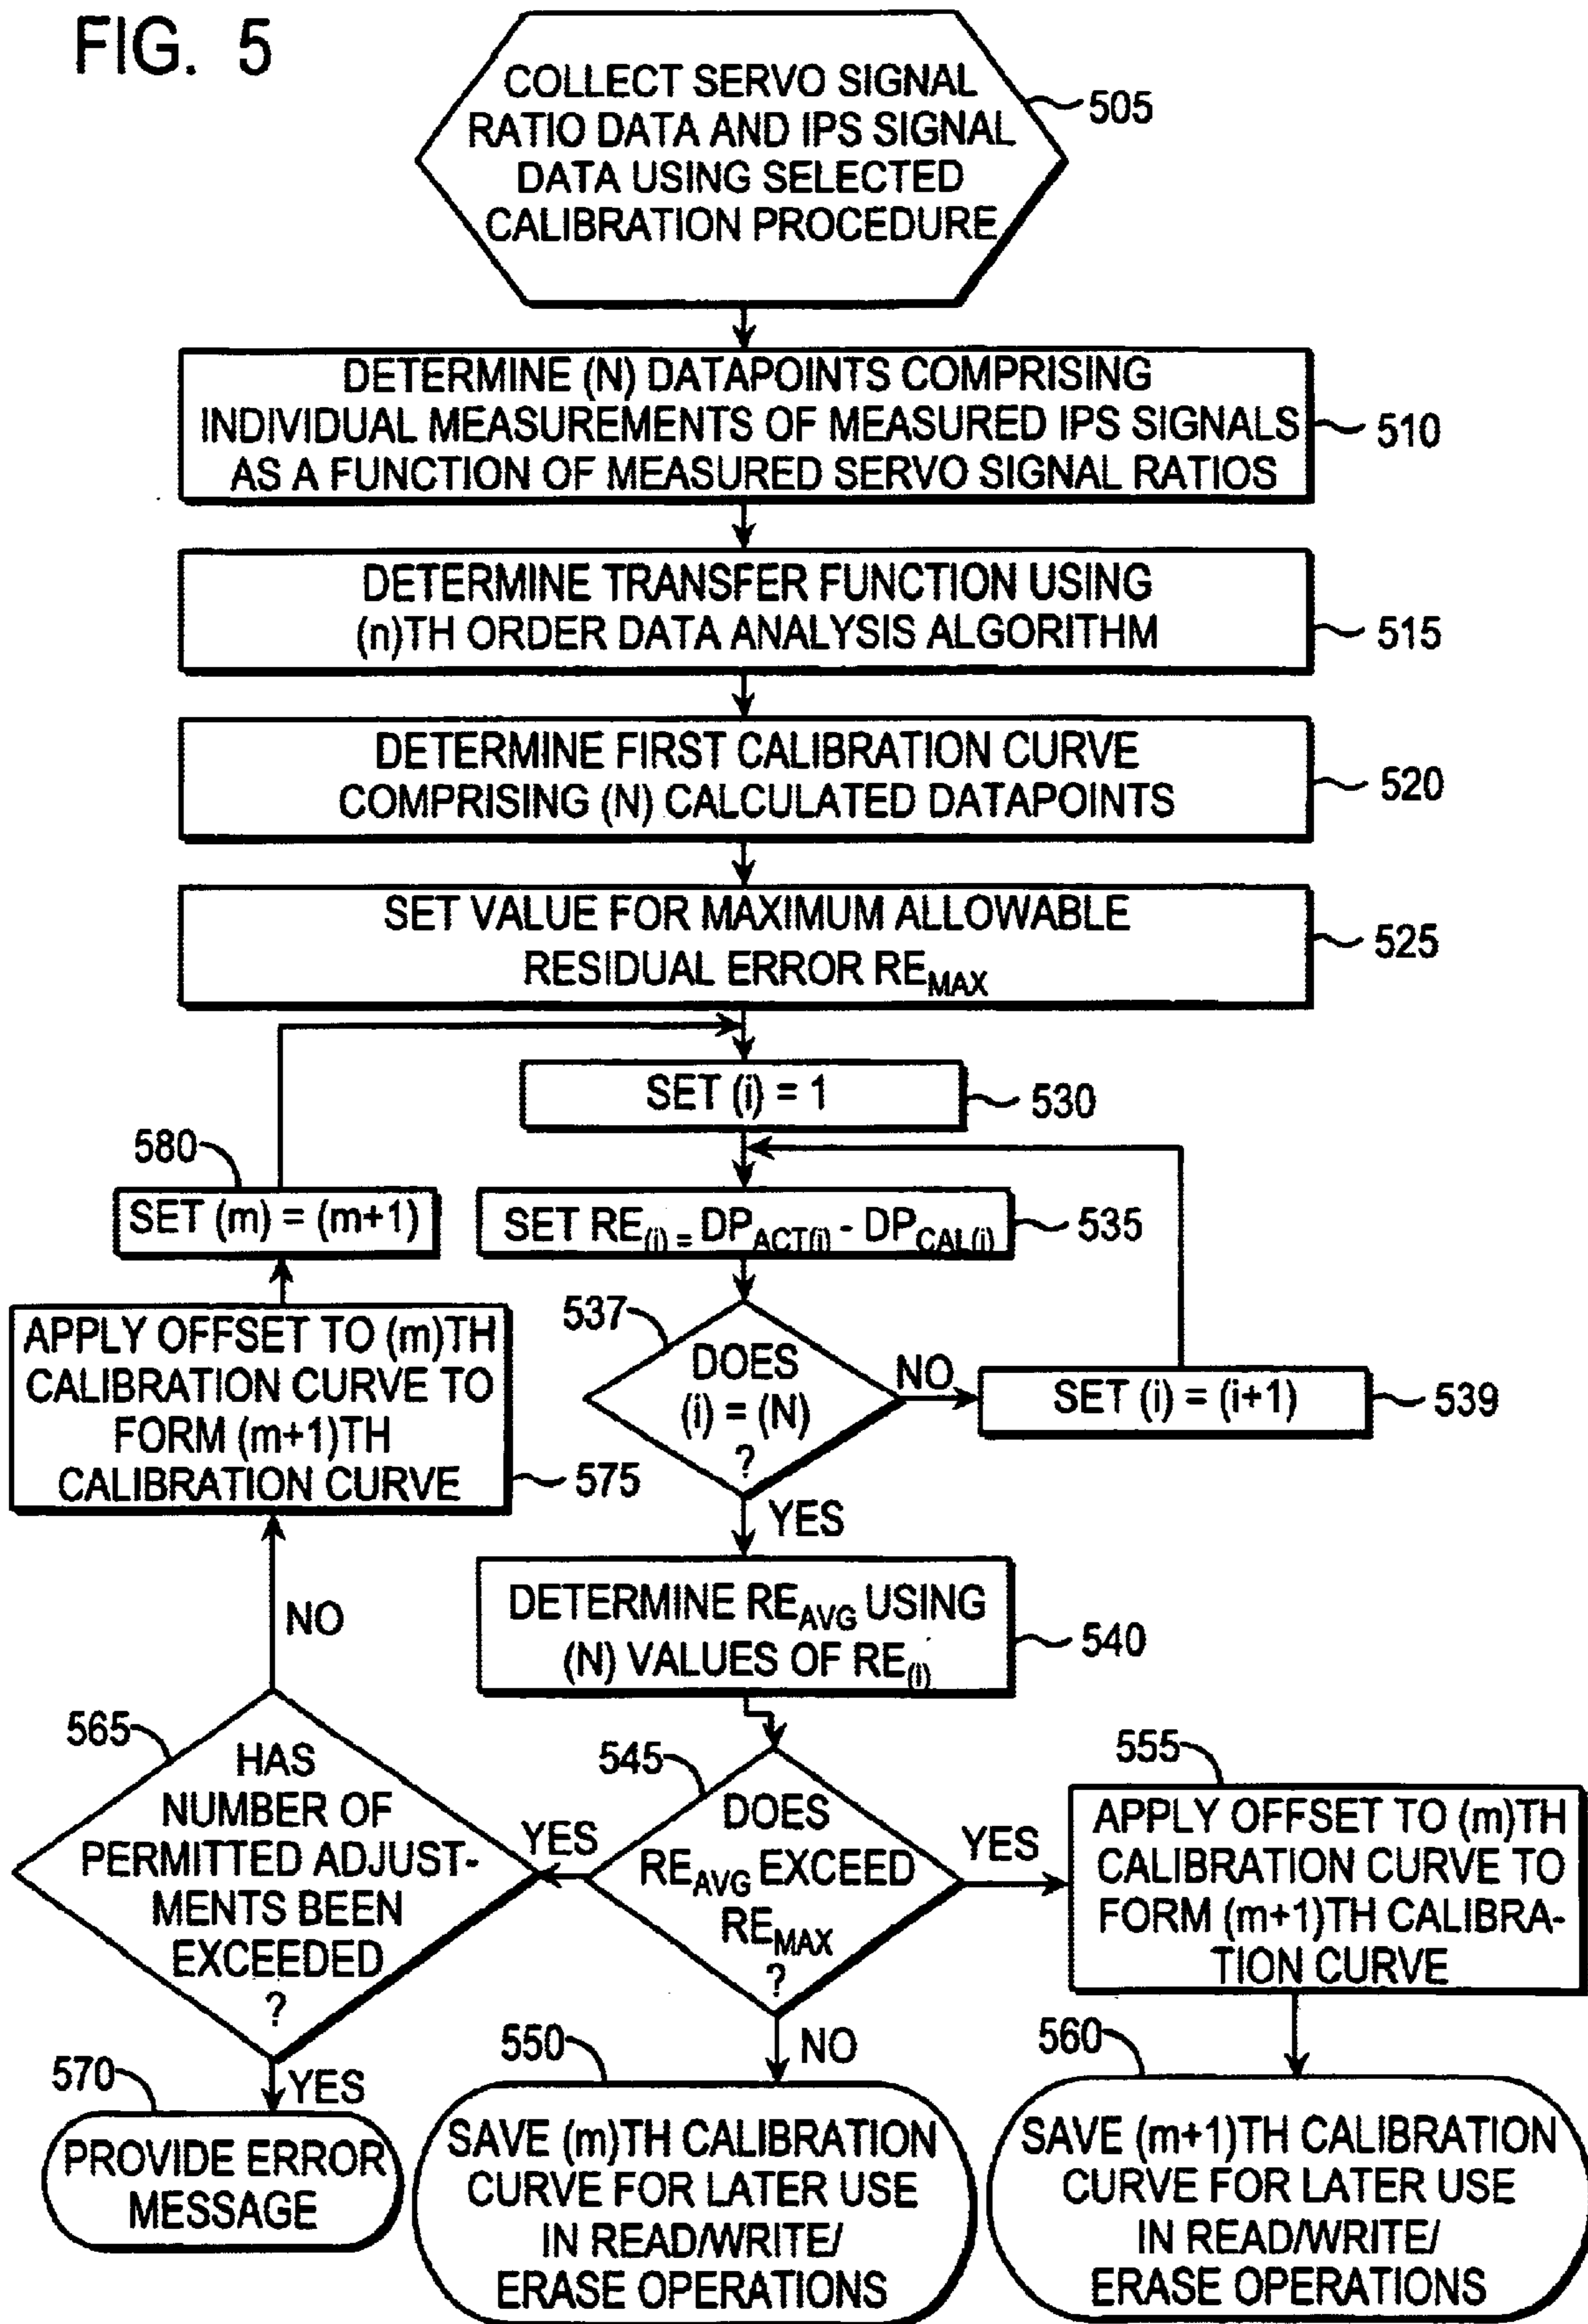 FIG. 5
COLLECT SERVO SIGNAL
RATIO DATA AND IPS SIGNAL
DATA USING SELECTED
CALIBRATION PROCEDURE
505
DETERMINE (N) DATAPOINTS COMPRISING
INDIVIDUAL MEASUREMENTS OF MEASURED IPS SIGNALS
AS A FUNCTION OF MEASURED SERVO SIGNAL RATIOS
510
DETERMINE TRANSFER FUNCTION USING
(n)TH ORDER DATA ANALYSIS ALGORITHM
515
DETERMINE FIRST CALIBRATION CURVE
COMPRISING (N) CALCULATED DATAPOINTS
520
SET VALUE FOR MAXIMUM ALLOWABLE
RESIDUAL ERROR RE_MAX
525
SET (i) = 1
530
580
SET (m) = (m+1)
SET RE_(i) = DP_ACT(i) - DP_CAL(i)
535
APPLY OFFSET TO (m)TH
CALIBRATION CURVE TO
FORM (m+1)TH
CALIBRATION CURVE
575
537
DOES
(i) = (N)
?
NO
SET (i) = (i+1)
539
YES
NO
DETERMINE RE_AVG USING
(N) VALUES OF RE_(i)
540
565
HAS
NUMBER OF
PERMITTED ADJUST-
MENTS BEEN
EXCEEDED
?
YES
545
DOES
RE_AVG EXCEED
RE_MAX
?
YES
555
APPLY OFFSET TO (m)TH
CALIBRATION CURVE TO
FORM (m+1)TH CALIBRA-
TION CURVE
570
YES
PROVIDE ERROR
MESSAGE
550
NO
SAVE (m)TH CALIBRATION
CURVE FOR LATER USE
IN READ/WRITE/
ERASE OPERATIONS
560
SAVE (m+1)TH CALIBRATION
CURVE FOR LATER USE
IN READ/WRITE/
ERASE OPERATIONS